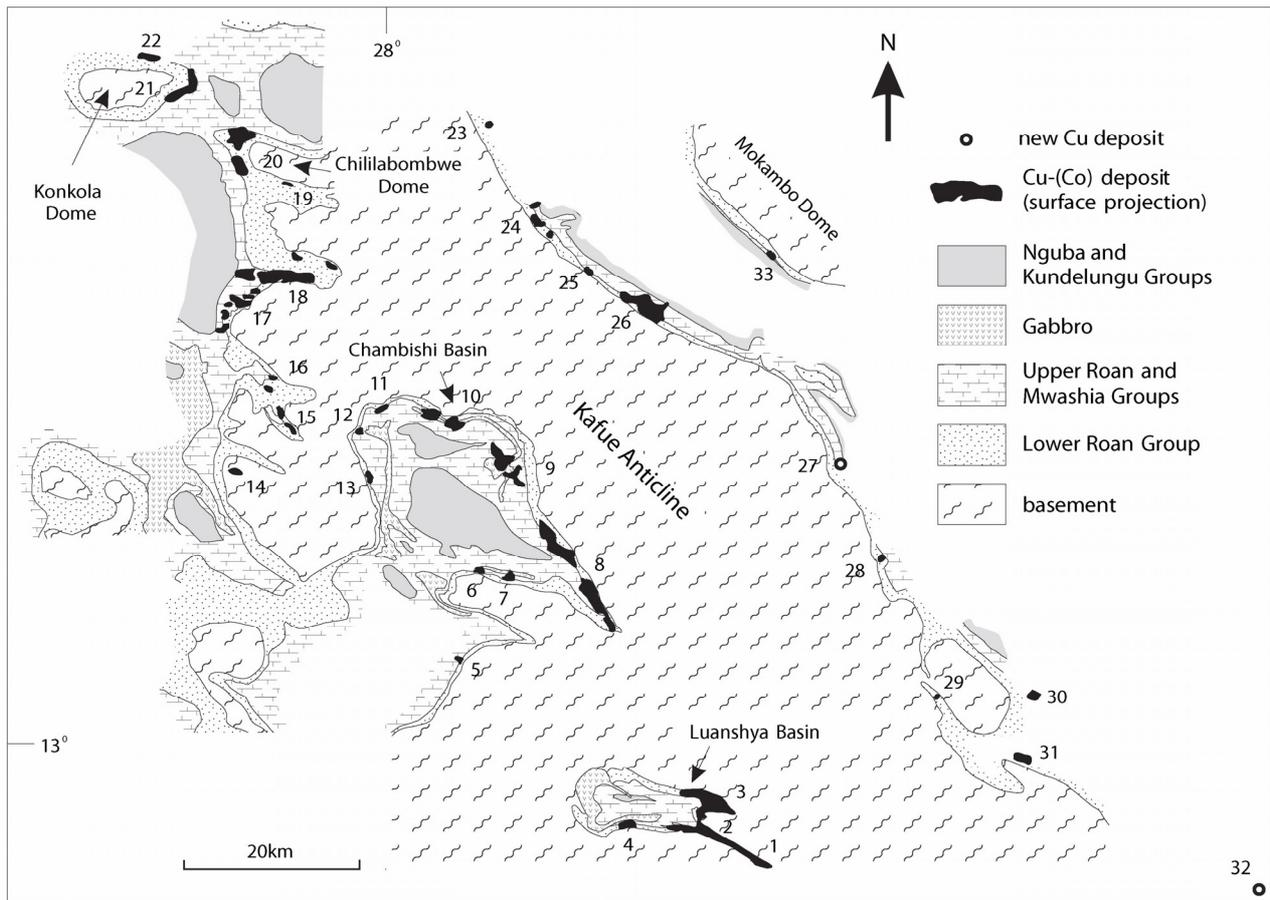 22
28⁰
N
21
23
new Cu deposit
Mokambo Dome
20
Chililabombwe
Dome
Cu-(Co) deposit
(surface projection)
Konkola
Dome
19
24
33
Nguba and
Kundelungu Groups
25
18
17
26
Gabbro
Chambishi Basin
16
11
10
Upper Roan and
Mwashia Groups
12
15
Kafue Anticline
Lower Roan Group
9
27
14
13
basement
8
28
6
7
5
29
30
13⁰
Luanshya Basin
31
3
2
20km
4
1
32